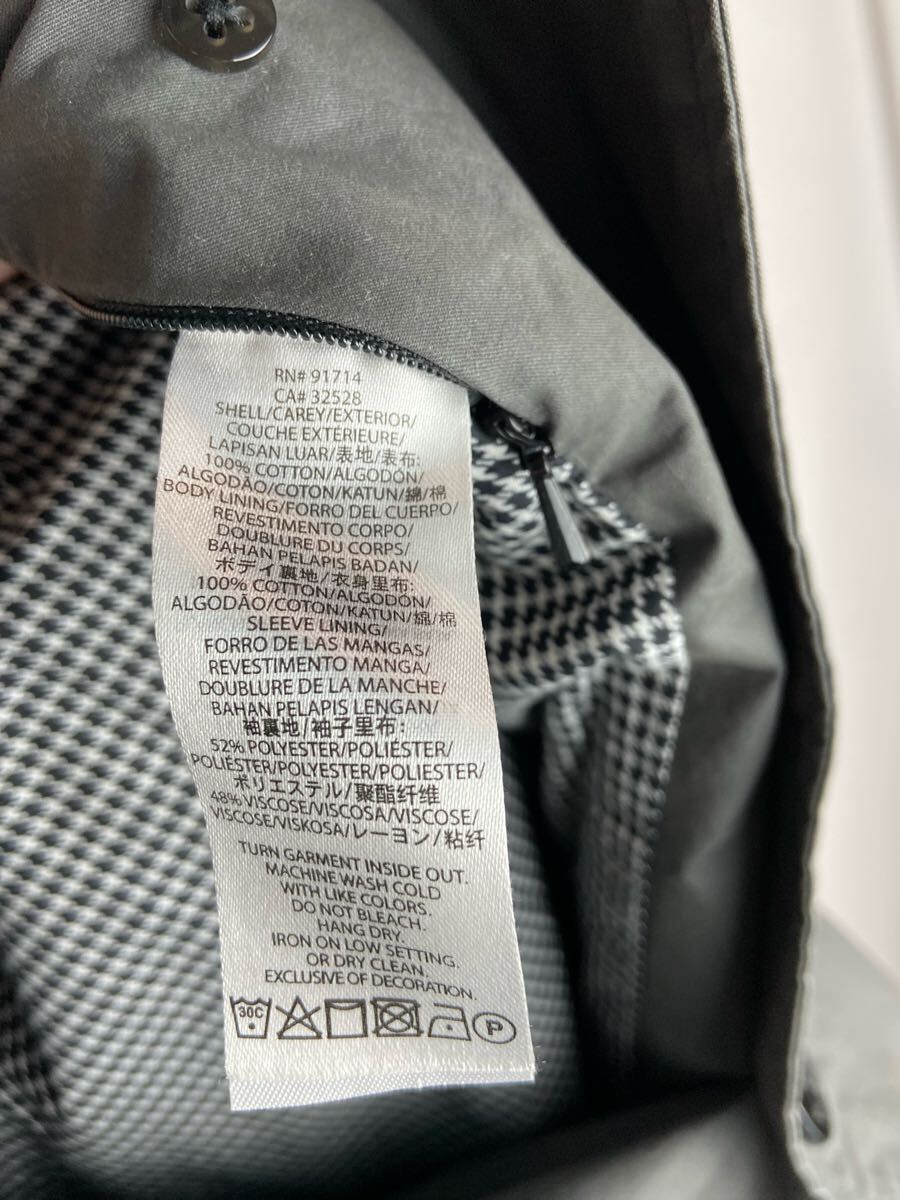 RN# 91714
CA# 32528
SHELL/CAREY/EXTERIOR/
COUCHE EXTERIEURE/
LAPISAN LUAR/表地/表布:
100% COTTON/ALGODÓN/
ALGODÃO/COTON/KATUN/綿/棉
BODY LINING/FORRO DEL CUERPO/
REVESTIMENTO CORPO/
DOUBLURE DU CORPS/
BAHAN PELAPIS BADAN/
ボディ裏地/衣身里布:
100% COTTON/ALGODÓN/
ALGODÃO/COTON/KATUN/綿/棉
SLEEVE LINING/
FORRO DE LAS MANGAS/
REVESTIMENTO MANGA/
DOUBLURE DE LA MANCHE/
BAHAN PELAPIS LENGAN/
袖裏地/袖子里布:
52% POLYESTER/POLIÉSTER/
POLIÉSTER/POLYESTER/POLIESTER/
ポリエステル/聚酯纤维
48% VISCOSE/VISCOSA/VISCOSE/
VISCOSE/VISKOSA/レーヨン/粘纤
TURN GARMENT INSIDE OUT.
MACHINE WASH COLD
WITH LIKE COLORS.
DO NOT BLEACH.
HANG DRY.
IRON ON LOW SETTING.
OR DRY CLEAN.
EXCLUSIVE OF DECORATION.
30C P